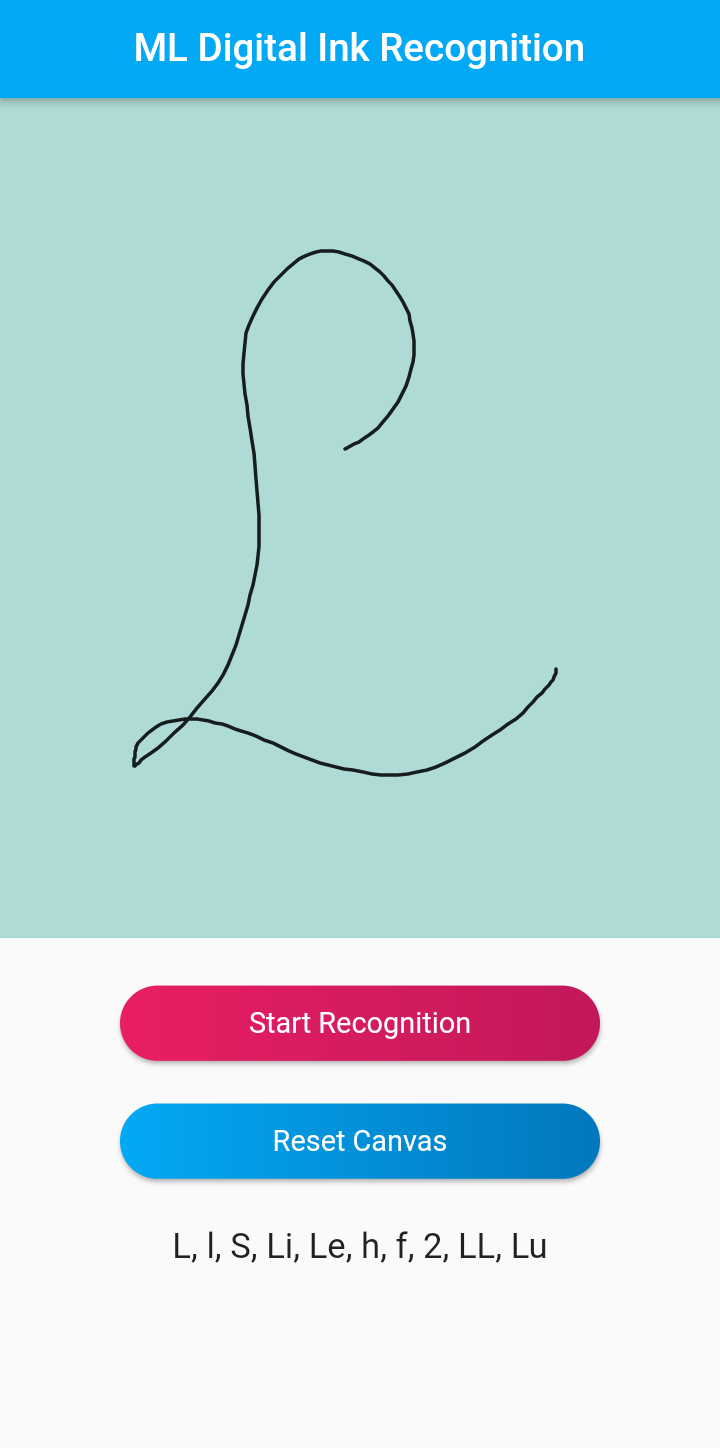 ML Digital Ink Recognition
L
Start Recognition
Reset Canvas
L, l, S, Li, Le, h, f, 2, LL, Lu